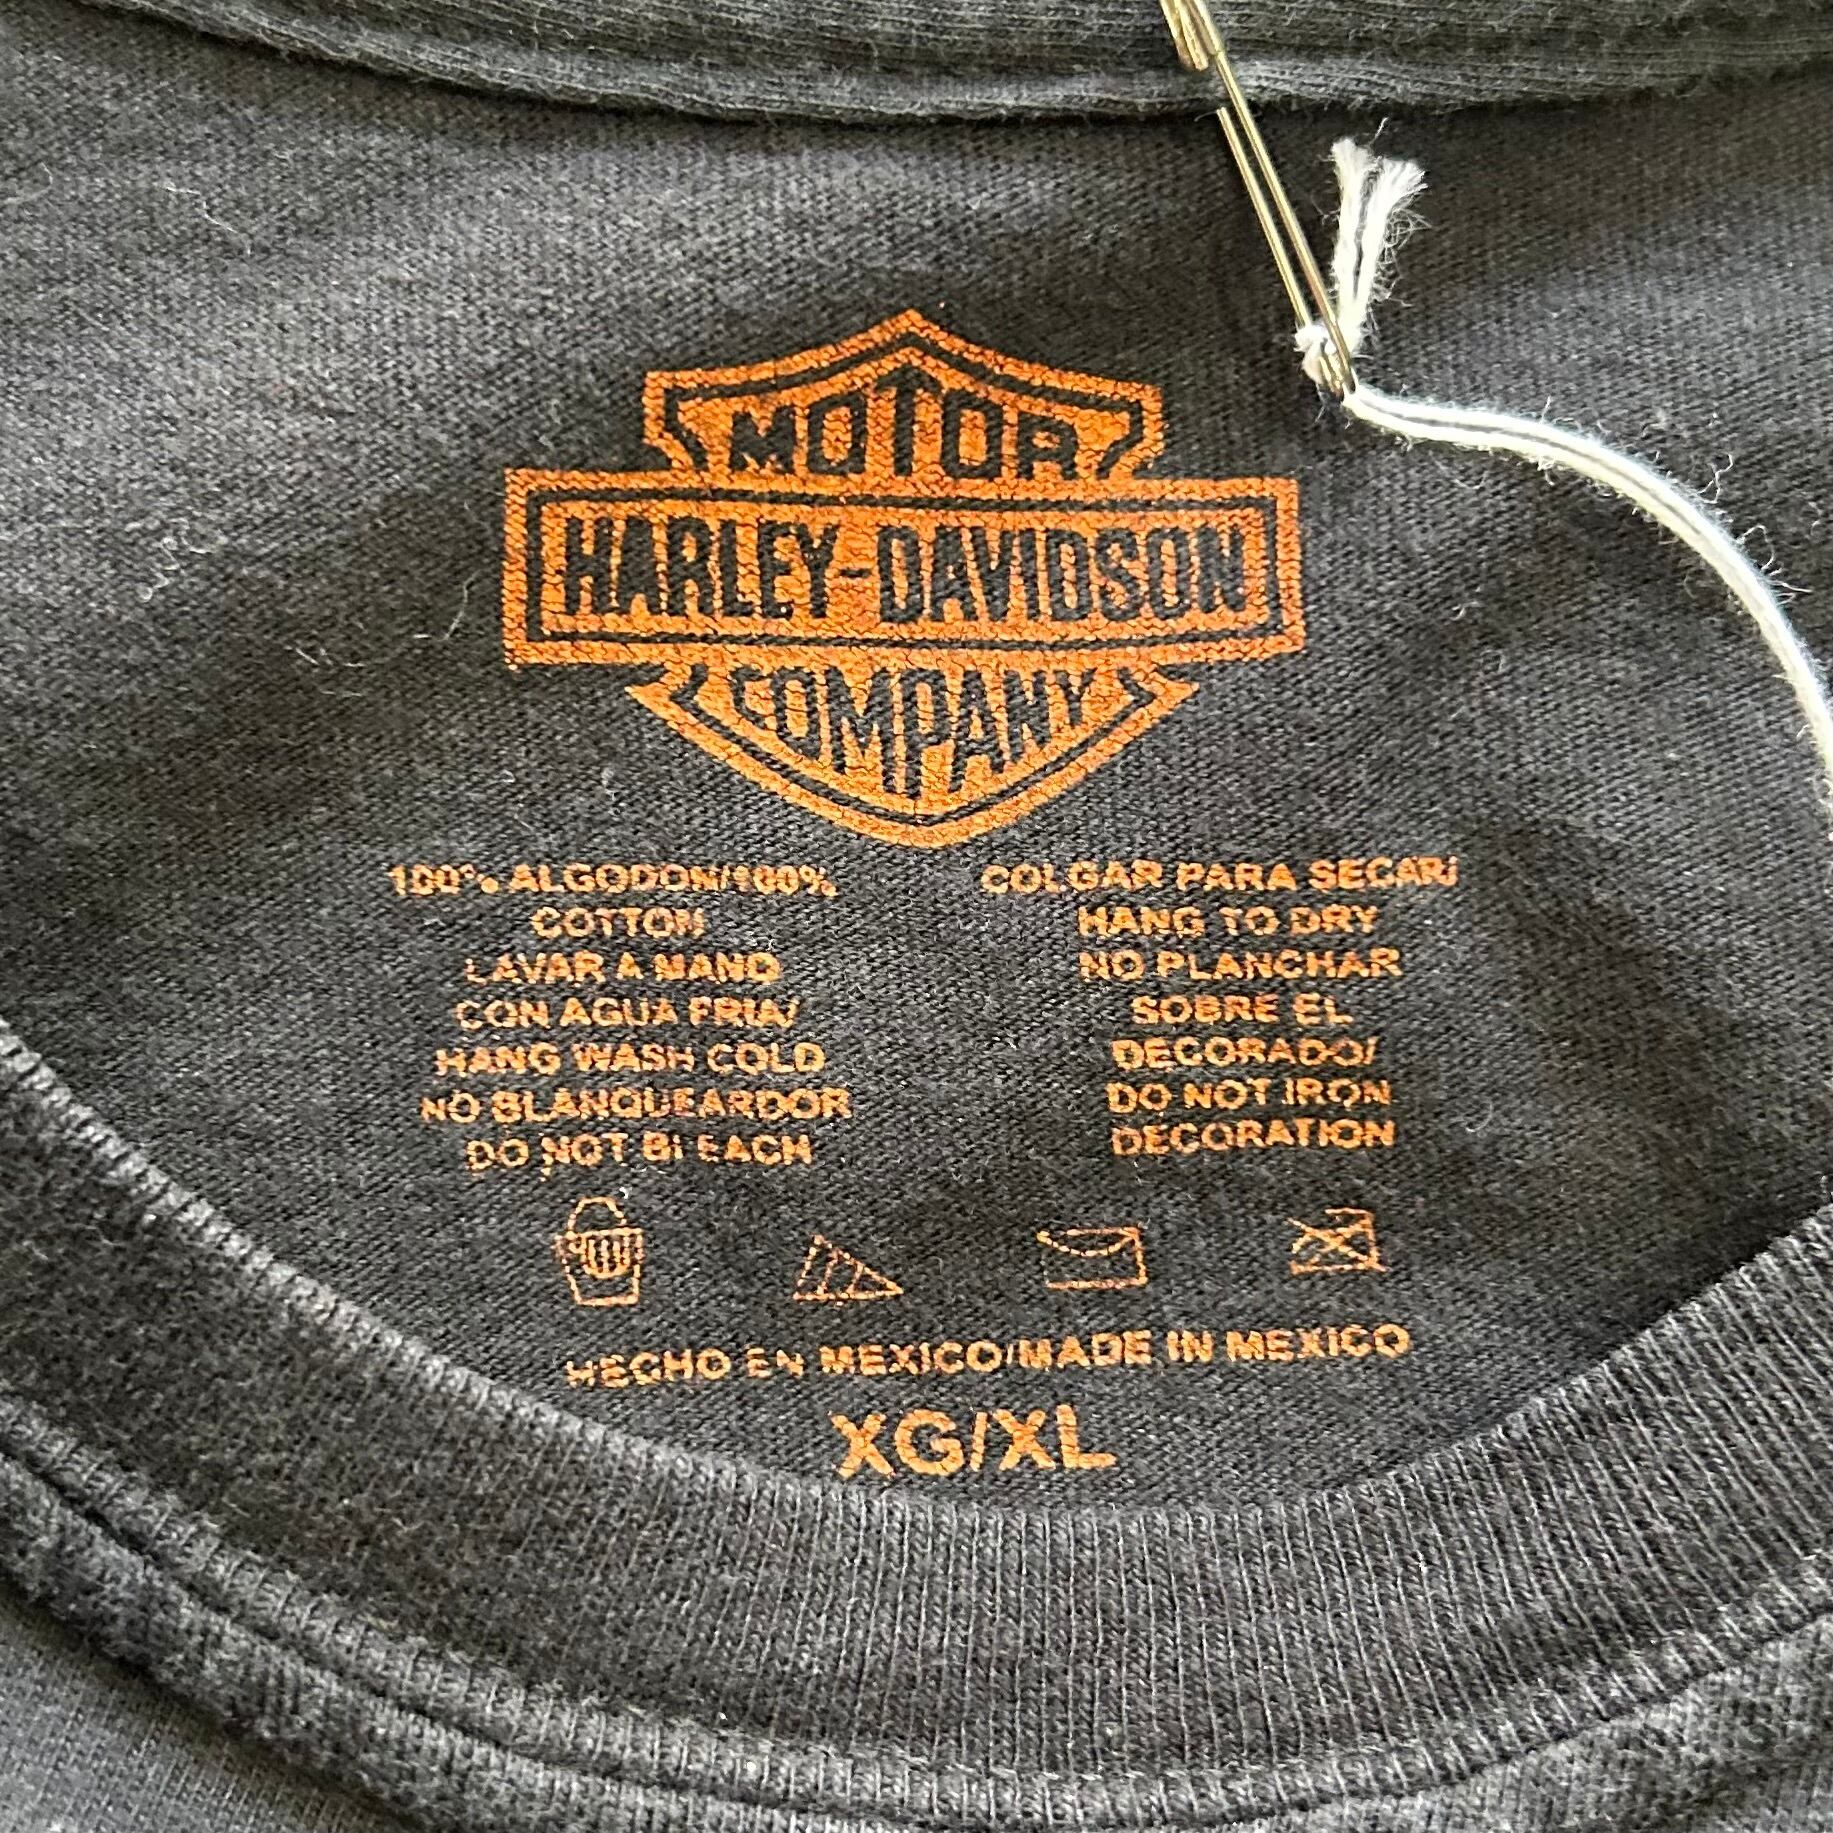 MOTOR
HARLEY-DAVIDSON
COMPANY
100% ALGODON/100%
COTTON
LAVAR A MANO
CON AGUA FRIA/
HANG WASH COLD
NO BLANQUEARDOR
DO NOT BLEACH
COLGAR PARA SECAR/
HANG TO DRY
NO PLANCHAR
SOBRE EL
DECORADO/
DO NOT IRON
DECORATION
HECHO EN MEXICO/MADE IN MEXICO
XG/XL